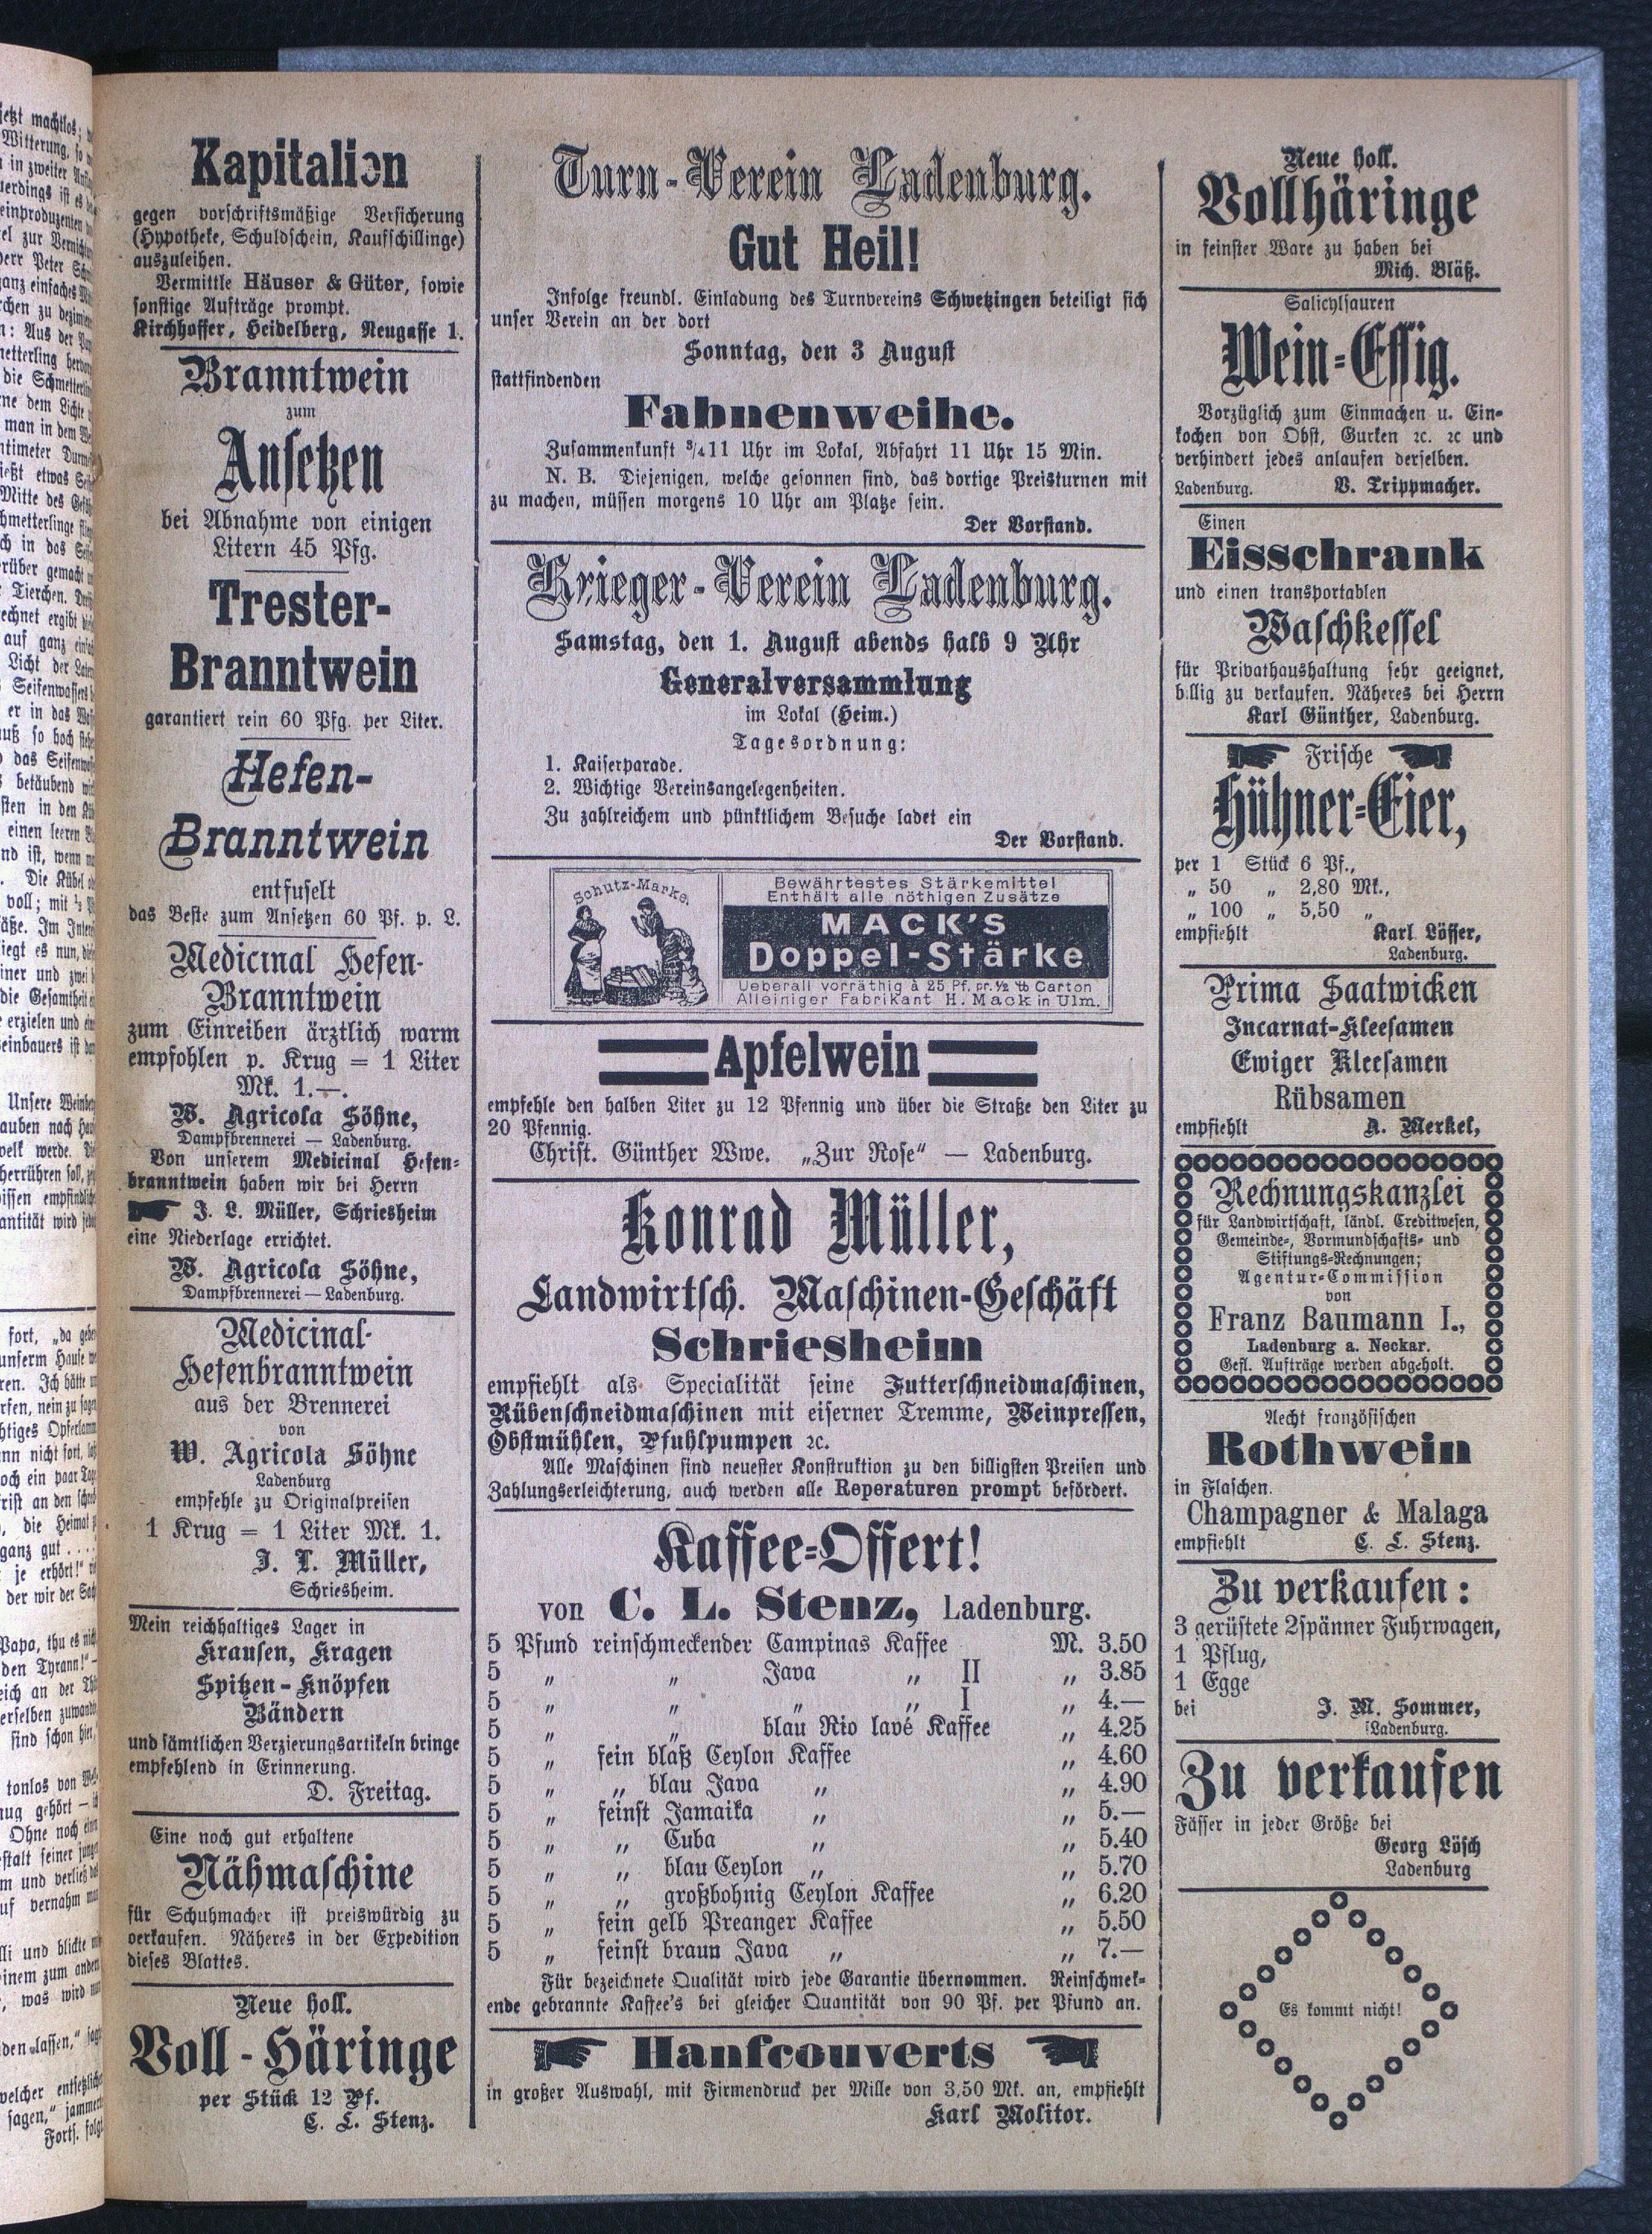 Kapitalien
gegen vorschriftsmäßige Versicherung
(Hypotheke, Schuldschein, Kaufschillinge)
auszuleihen.
Vermittle Häuser & Güter, sowie
sonstige Aufträge prompt.
Kirchhoffer, Heidelberg, Neugasse 1.
Branntwein
zum
Ansetzen
bei Abnahme von einigen
Litern 45 Pfg.
Trester-
Branntwein
garantiert rein 60 Pfg. per Liter.
Hefen-
Branntwein
entfuselt
das Beste zum Ansetzen 60 Pf. p. L.
Medicinal Hefen-
Branntwein
zum Einreiben ärztlich warm
empfohlen p. Krug = 1 Liter
Mk. 1.—.
W. Agricola Söhne,
Dampfbrennerei — Ladenburg.
Von unserem Medicinal Hefen-
branntwein haben wir bei Herrn
J. L. Müller, Schriesheim
eine Niederlage errichtet.
W. Agricola Söhne,
Dampfbrennerei — Ladenburg.
Medicinal-
Hefenbranntwein
aus der Brennerei
von
W. Agricola Söhne
Ladenburg
empfehle zu Originalpreisen
1 Krug = 1 Liter Mk. 1.
J. L. Müller,
Schriesheim.
Mein reichhaltiges Lager in
Krausen, Kragen
Spitzen-Knöpfen
Bändern
und sämtlichen Verzierungsartikeln bringe
empfehlend in Erinnerung.
D. Freitag.
Eine noch gut erhaltene
Nähmaschine
für Schuhmacher ist preiswürdig zu
verkaufen. Näheres in der Expedition
dieses Blattes.
Neue holl.
Voll-Häringe
per Stück 12 Pf.
C. L. Stenz.
Turn-Verein Ladenburg.
Gut Heil!
Infolge freundl. Einladung des Turnvereins Schwetzingen beteiligt sich
unser Verein an der dort
Sonntag, den 3 August
stattfindenden
Fahnenweihe.
Zusammenkunft ¾11 Uhr im Lokal, Abfahrt 11 Uhr 15 Min.
N. B. Diejenigen, welche gesonnen sind, das dortige Preisturnen mit
zu machen, müssen morgens 10 Uhr am Platze sein.
Der Vorstand.
Krieger-Verein Ladenburg.
Samstag, den 1. August abends halb 9 Uhr
Generalversammlung
im Lokal (Heim.)
Tagesordnung:
1. Kaiserparade.
2. Wichtige Vereinsangelegenheiten.
Zu zahlreichem und pünktlichem Besuche ladet ein
Der Vorstand.
Schutz-Marke.
Bewährtestes Stärkemittel
Enthält alle nöthigen Zusätze
MACK'S
Doppel-Stärke
Ueberall vorräthig à 25 Pf. pr. ½ ℔ Carton
Alleiniger Fabrikant H. Mack in Ulm.
Apfelwein
empfehle den halben Liter zu 12 Pfennig und über die Straße den Liter zu
20 Pfennig.
Christ. Günther Wwe. „Zur Rose“ — Ladenburg.
Konrad Müller,
Landwirtsch. Maschinen-Geschäft
Schriesheim
empfiehlt als Specialität seine Futterschneidmaschinen,
Rübenschneidmaschinen mit eiserner Tremme, Weinpressen,
Obstmühlen, Pfuhlpumpen ꝛc.
Alle Maschinen sind neuester Konstruktion zu den billigsten Preisen und
Zahlungserleichterung, auch werden alle Reperaturen prompt befördert.
Kaffee-Offert!
von C. L. Stenz, Ladenburg.
5 Pfund reinschmeckender Campinas Kaffee M. 3.50
5 „ „ Java „ II „ 3.85
5 „ „ „ „ I „ 4.—
5 „ „ blau Rio lavé Kaffee „ 4.25
5 „ fein blaß Ceylon Kaffee „ 4.60
5 „ „ blau Java „ „ 4.90
5 „ feinst Jamaika „ „ 5.—
5 „ „ Cuba „ „ 5.40
5 „ „ blau Ceylon „ „ 5.70
5 „ „ großbohnig Ceylon Kaffee „ 6.20
5 „ fein gelb Preanger Kaffee „ 5.50
5 „ feinst braun Java „ „ 7.—
Für bezeichnete Qualität wird jede Garantie übernommen. Reinschmek-
ende gebrannte Kaffee's bei gleicher Quantität von 90 Pf. per Pfund an.
Hanfcouverts
in großer Auswahl, mit Firmendruck per Mille von 3,50 Mk. an, empfiehlt
Karl Molitor.
Neue holl.
Vollhäringe
in feinster Ware zu haben bei
Mich. Bläß.
Salicylsauren
Wein-Essig.
Vorzüglich zum Einmachen u. Ein-
kochen von Obst, Gurken ꝛc. ꝛc und
verhindert jedes anlaufen derselben.
Ladenburg. V. Trippmacher.
Einen
Eisschrank
und einen transportablen
Waschkessel
für Privathaushaltung sehr geeignet,
billig zu verkaufen. Näheres bei Herrn
Karl Günther, Ladenburg.
Frische
Hühner-Eier,
per 1 Stück 6 Pf.,
„ 50 „ 2,80 Mk.,
„ 100 „ 5,50 „
empfiehlt Karl Löffer,
Ladenburg.
Prima Saatwicken
Incarnat-Kleesamen
Ewiger Kleesamen
Rübsamen
empfiehlt A. Merkel,
Rechnungskanzlei
für Landwirtschaft, ländl. Creditwesen,
Gemeinde-, Vormundschafts- und
Stiftungs-Rechnungen;
Agentur-Commission
von
Franz Baumann I.,
Ladenburg a. Neckar.
Gefl. Aufträge werden abgeholt.
Aecht französischen
Rothwein
in Flaschen.
Champagner & Malaga
empfiehlt C. L. Stenz.
Zu verkaufen:
3 gerüstete 2spänner Fuhrwagen,
1 Pflug,
1 Egge
bei J. M. Sommer,
Ladenburg.
Zu verkaufen
Fässer in jeder Größe bei
Georg Lösch
Ladenburg
Es kommt nicht!